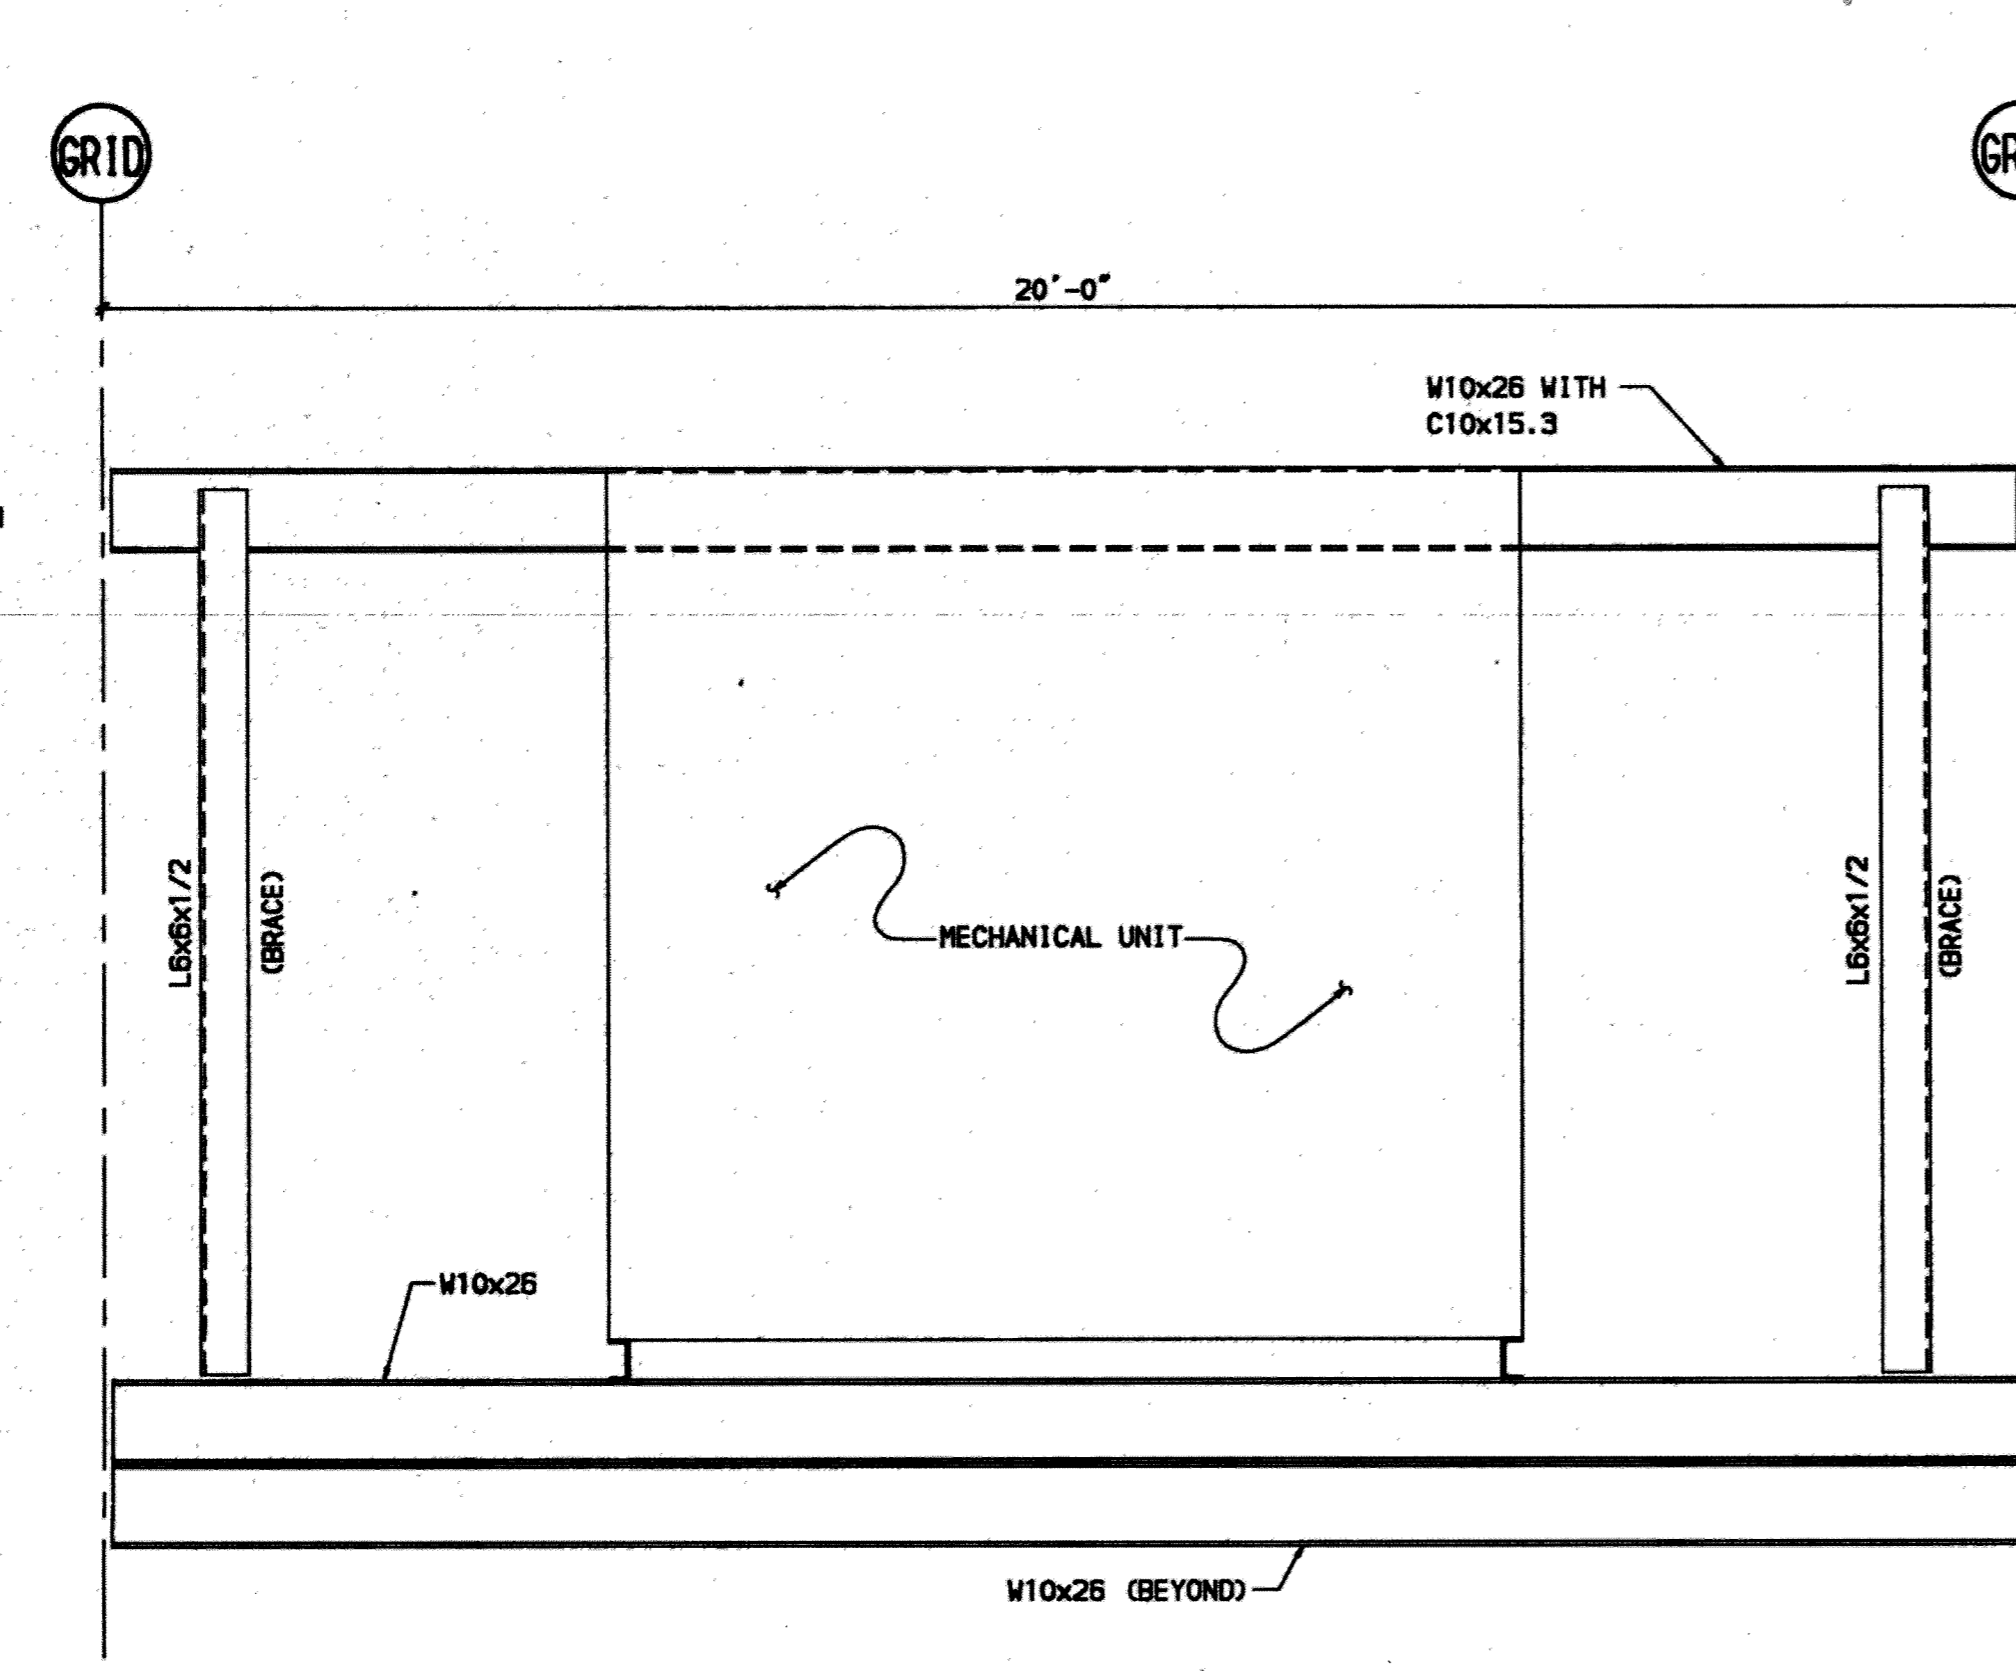 GRID
GR
20'-0"
W10x26 WITH
C10x15.3
L6x6x1/2
(BRACE)
MECHANICAL UNIT
L6x6x1/2
(BRACE)
W10x26
W10x26 (BEYOND)